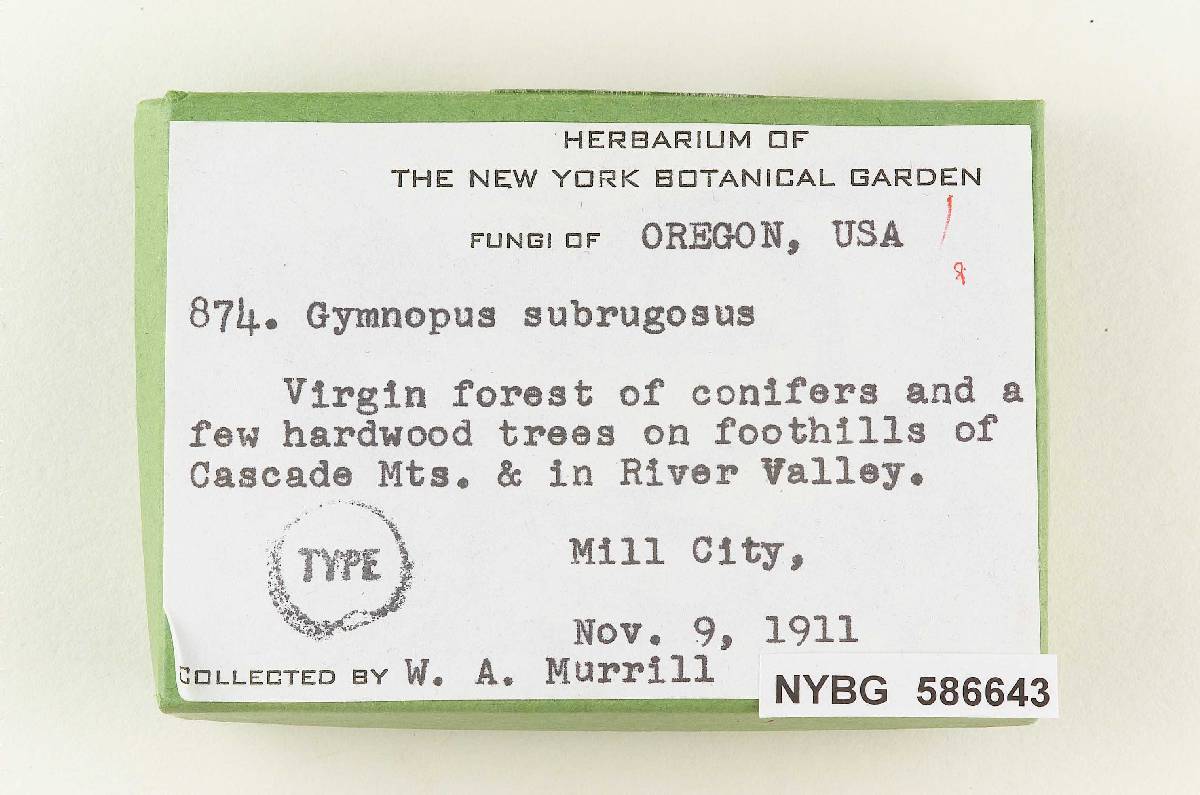 HERBARIUM OF
THE NEW YORK BOTANICAL GARDEN
FUNGI OF OREGON, USA
874. Gymnopus subrugosus
Virgin forest of conifers and a
few hardwood trees on foothills of
Cascade Mts. & in River Valley.
TYPE
Mill City,
Nov. 9, 1911
COLLECTED BY W. A. Murrill
NYBG 586643